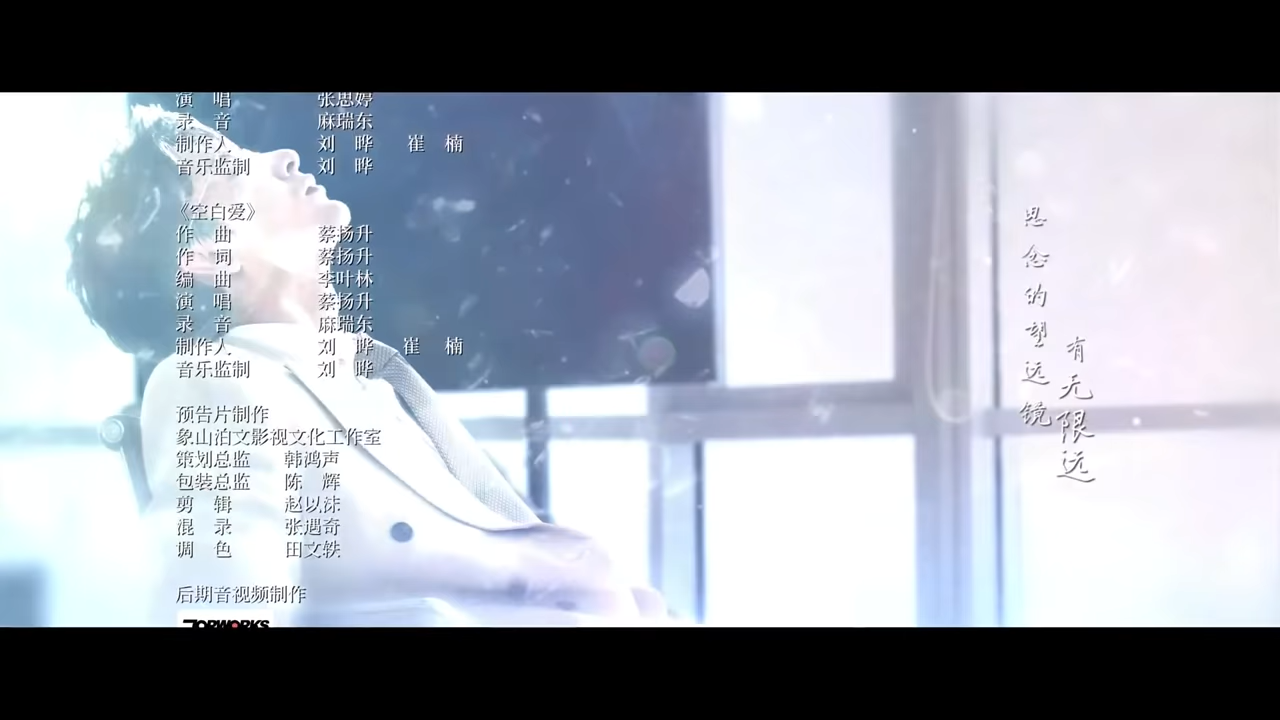 演 唱 张思婷
录 音 麻瑞东
制作人 刘 晔 崔 楠
音乐监制 刘 晔
《空白爱》
作 曲 蔡扬升
作 词 蔡扬升
编 曲 李叶林
演 唱 蔡扬升
录 音 麻瑞东
制作人 刘 晔 崔 楠
音乐监制 刘 晔
预告片制作
象山泊文影视文化工作室
策划总监 韩鸿声
包装总监 陈 辉
剪 辑 赵以沫
混 录 张遇奇
调 色 田文轶
后期音视频制作
70RWORKS
思念的望远镜
有无限远